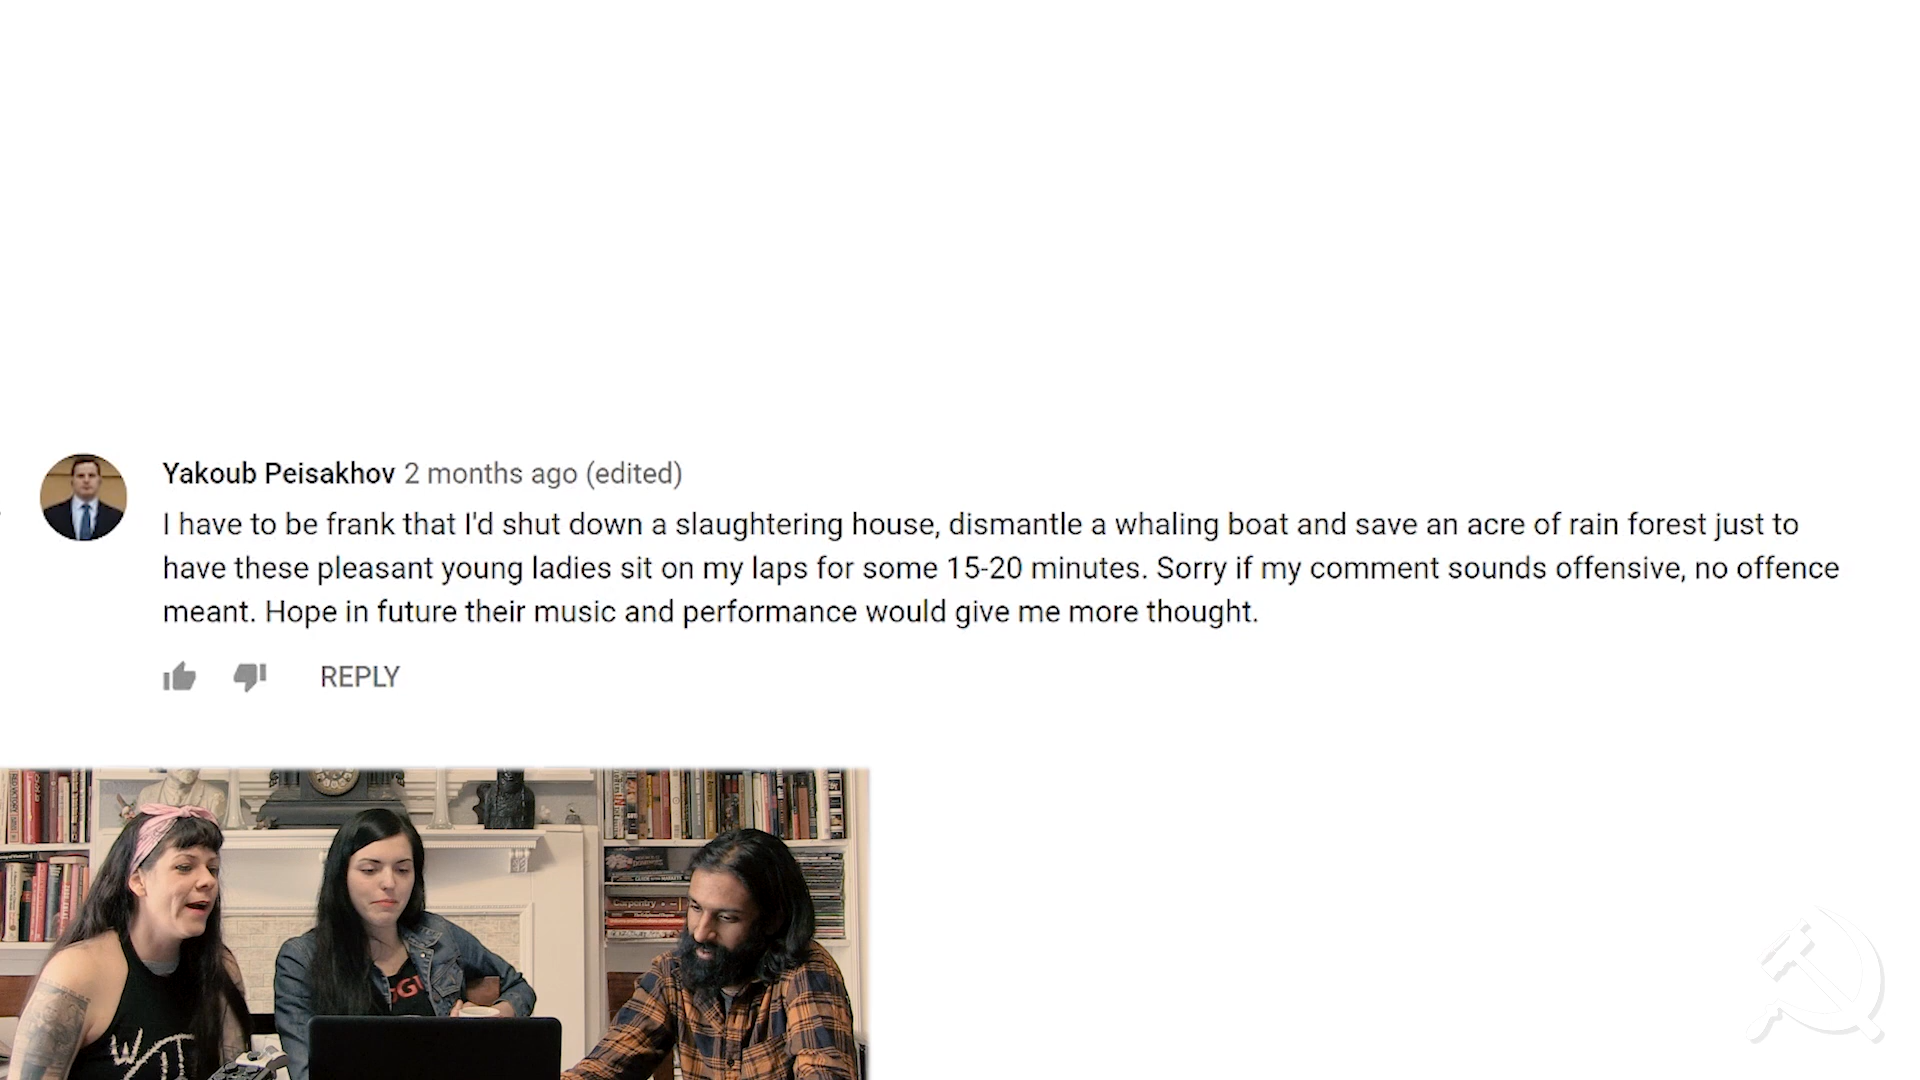 Yakoub Peisakhov 2 months ago (edited)
I have to be frank that I'd shut down a slaughtering house, dismantle a whaling boat and save an acre of rain forest just to
have these pleasant young ladies sit on my laps for some 15-20 minutes. Sorry if my comment sounds offensive, no offence
meant. Hope in future their music and performance would give me more thought.
REPLY
Carpentry